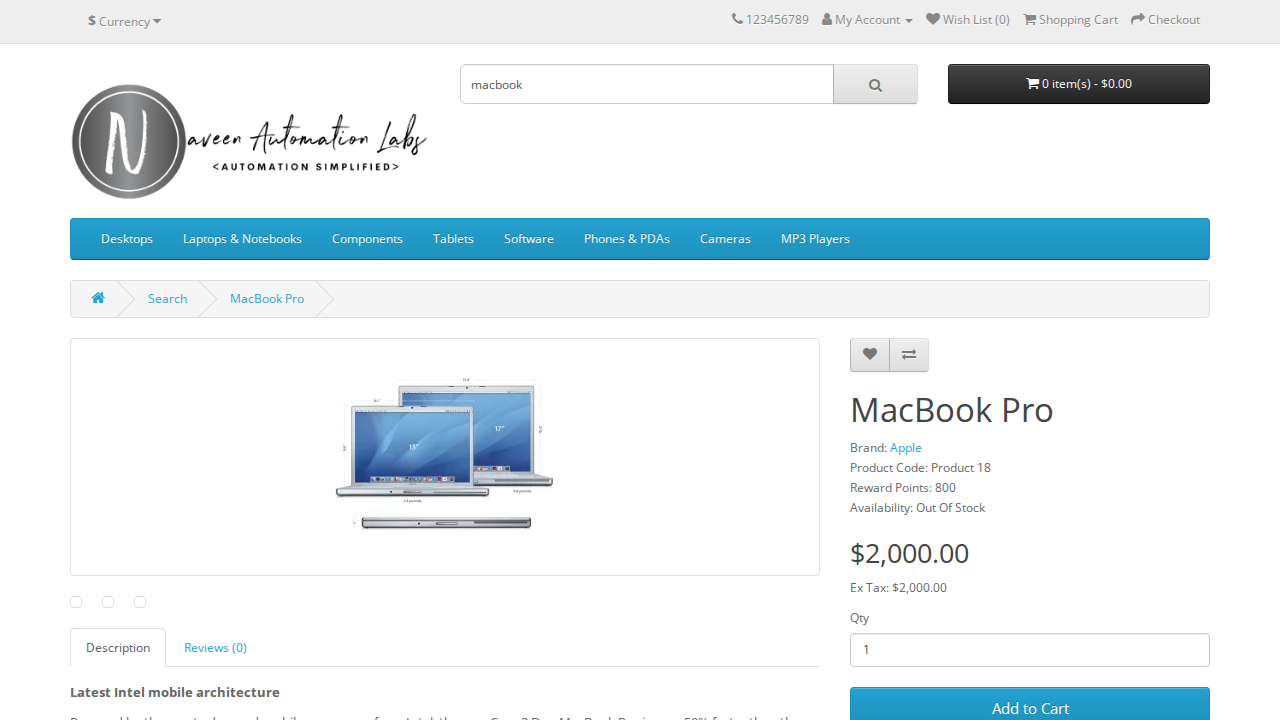 $ Currency
123456789 My Account Wish List (0) Shopping Cart Checkout
macbook
0 item(s) - $0.00
N
aveen Automation Labs
<AUTOMATION SIMPLIFIED>
Desktops Laptops & Notebooks Components Tablets Software Phones & PDAs Cameras MP3 Players
Search MacBook Pro
15"
17"
MacBook Pro
Brand: Apple
Product Code: Product 18
Reward Points: 800
Availability: Out Of Stock
$2,000.00
Ex Tax: $2,000.00
Qty
1
Add to Cart
Description Reviews (0)
Latest Intel mobile architecture